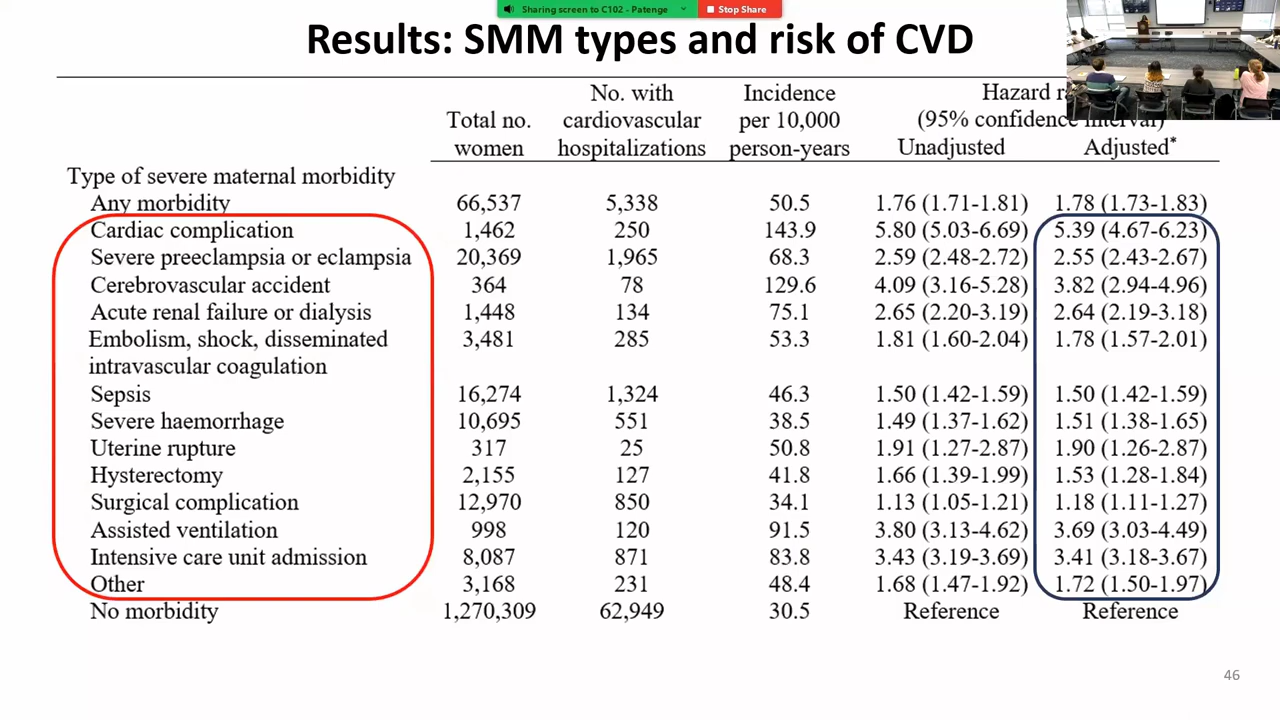 Sharing screen to C102 - Patenge
Stop Share
Results: SMM types and risk of CVD
Total no. women
No. with cardiovascular hospitalizations
Incidence per 10,000 person-years
Hazard r
(95% confidence interval)
Unadjusted Adjusted*
Type of severe maternal morbidity
Any morbidity 66,537 5,338 50.5 1.76 (1.71-1.81) 1.78 (1.73-1.83)
Cardiac complication 1,462 250 143.9 5.80 (5.03-6.69) 5.39 (4.67-6.23)
Severe preeclampsia or eclampsia 20,369 1,965 68.3 2.59 (2.48-2.72) 2.55 (2.43-2.67)
Cerebrovascular accident 364 78 129.6 4.09 (3.16-5.28) 3.82 (2.94-4.96)
Acute renal failure or dialysis 1,448 134 75.1 2.65 (2.20-3.19) 2.64 (2.19-3.18)
Embolism, shock, disseminated 3,481 285 53.3 1.81 (1.60-2.04) 1.78 (1.57-2.01)
intravascular coagulation
Sepsis 16,274 1,324 46.3 1.50 (1.42-1.59) 1.50 (1.42-1.59)
Severe haemorrhage 10,695 551 38.5 1.49 (1.37-1.62) 1.51 (1.38-1.65)
Uterine rupture 317 25 50.8 1.91 (1.27-2.87) 1.90 (1.26-2.87)
Hysterectomy 2,155 127 41.8 1.66 (1.39-1.99) 1.53 (1.28-1.84)
Surgical complication 12,970 850 34.1 1.13 (1.05-1.21) 1.18 (1.11-1.27)
Assisted ventilation 998 120 91.5 3.80 (3.13-4.62) 3.69 (3.03-4.49)
Intensive care unit admission 8,087 871 83.8 3.43 (3.19-3.69) 3.41 (3.18-3.67)
Other 3,168 231 48.4 1.68 (1.47-1.92) 1.72 (1.50-1.97)
No morbidity 1,270,309 62,949 30.5 Reference Reference
46